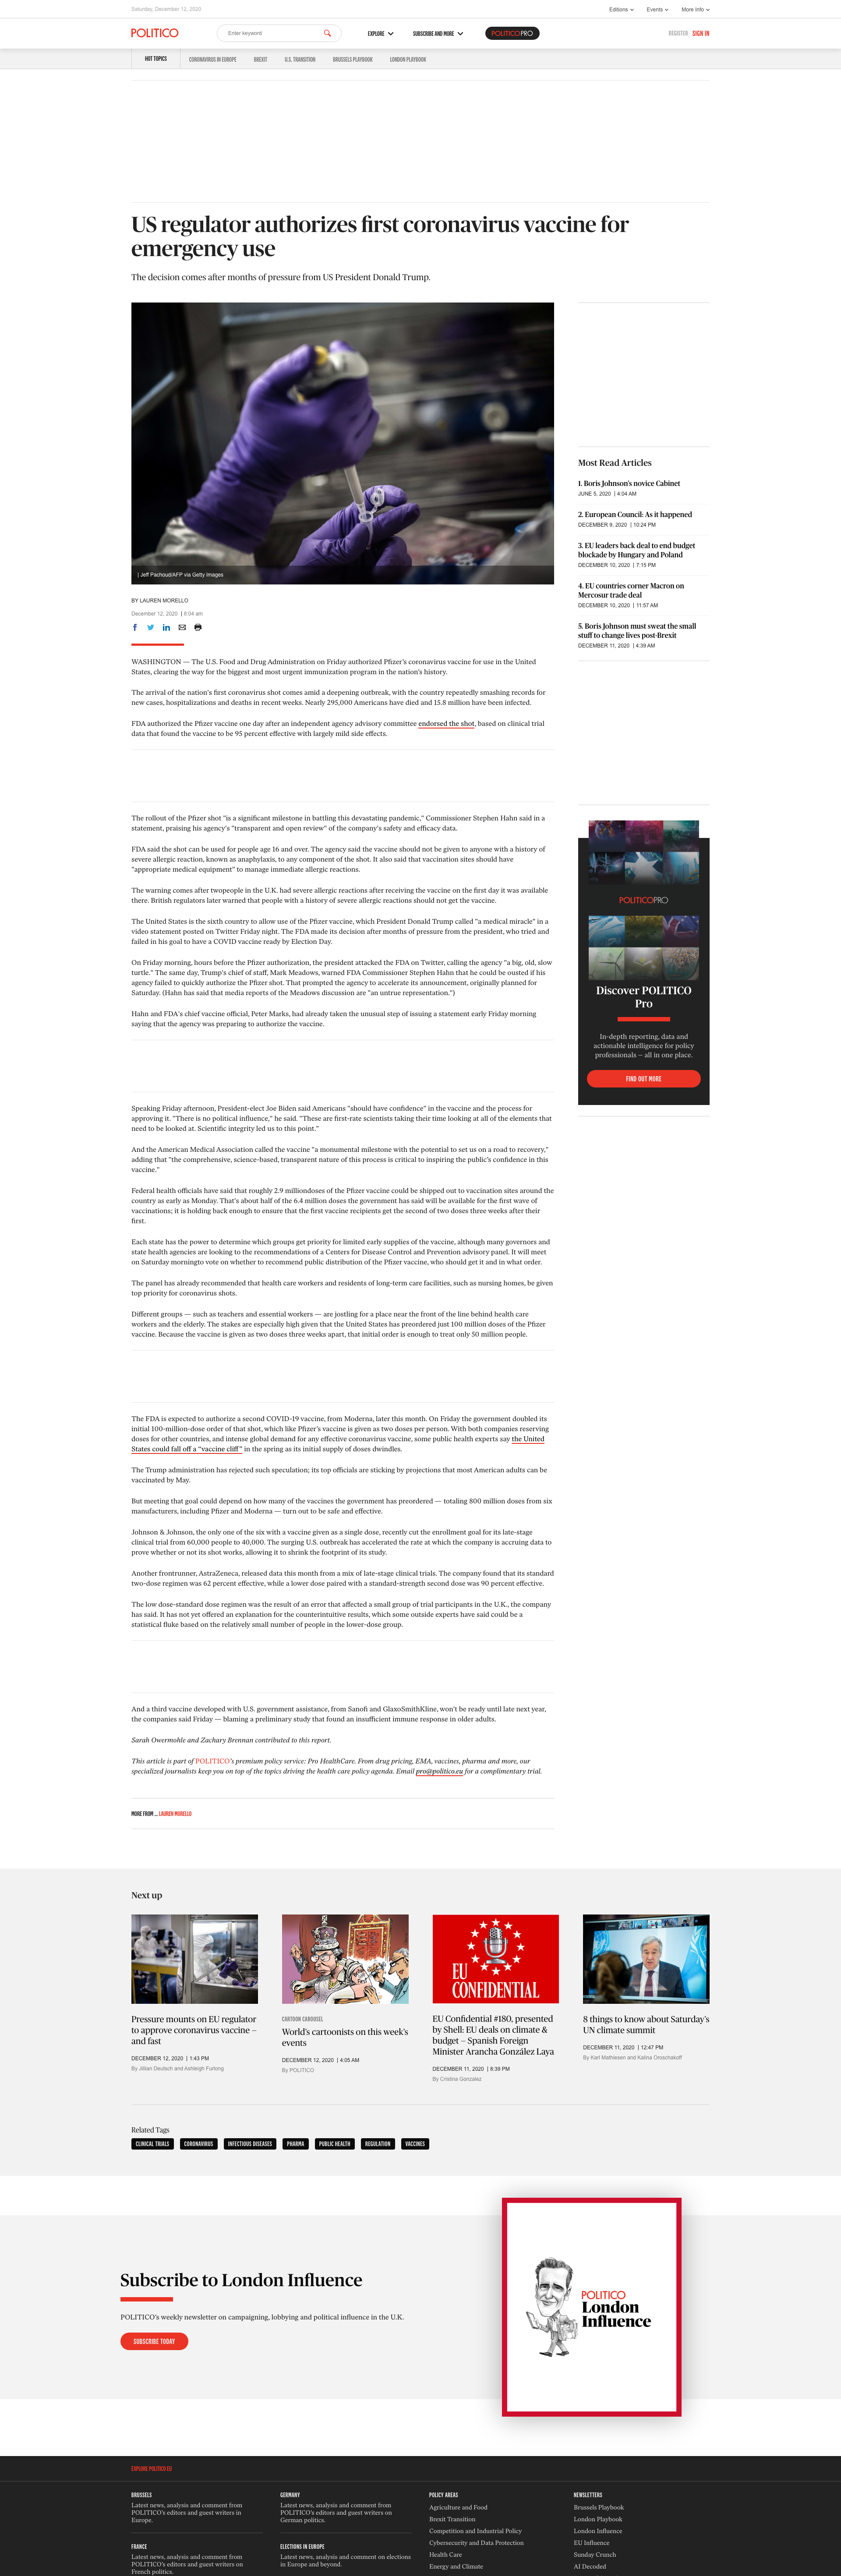 Saturday, December 12, 2020
Editions
Events
More Info
POLITICO
Enter keyword
EXPLORE
SUBSCRIBE AND MORE
POLITICOPRO
REGISTER
SIGN IN
HOT TOPICS
CORONAVIRUS IN EUROPE
BREXIT
U.S. TRANSITION
BRUSSELS PLAYBOOK
LONDON PLAYBOOK
US regulator authorizes first coronavirus vaccine for
emergency use
The decision comes after months of pressure from US President Donald Trump.
| Jeff Pachoud/AFP via Getty Images
BY LAUREN MORELLO
December 12, 2020 | 9:04 am
WASHINGTON — The U.S. Food and Drug Administration on Friday authorized Pfizer's coronavirus vaccine for use in the United
States, clearing the way for the biggest and most urgent immunization program in the nation's history.
The arrival of the nation's first coronavirus shot comes amid a deepening outbreak, with the country repeatedly smashing records for
new cases, hospitalizations and deaths in recent weeks. Nearly 295,000 Americans have died and 15.8 million have been infected.
FDA authorized the Pfizer vaccine one day after an independent agency advisory committee endorsed the shot, based on clinical trial
data that found the vaccine to be 95 percent effective with largely mild side effects.
The rollout of the Pfizer shot "is a significant milestone in battling this devastating pandemic," Commissioner Stephen Hahn said in a
statement, praising his agency's "transparent and open review" of the company's safety and efficacy data.
FDA said the shot can be used for people age 16 and over. The agency said the vaccine should not be given to anyone with a history of
severe allergic reaction, known as anaphylaxis, to any component of the shot. It also said that vaccination sites should have
"appropriate medical equipment" to manage immediate allergic reactions.
The warning comes after twopeople in the U.K. had severe allergic reactions after receiving the vaccine on the first day it was available
there. British regulators later warned that people with a history of severe allergic reactions should not get the vaccine.
The United States is the sixth country to allow use of the Pfizer vaccine, which President Donald Trump called "a medical miracle" in a
video statement posted on Twitter Friday night. The FDA made its decision after months of pressure from the president, who tried and
failed in his goal to have a COVID vaccine ready by Election Day.
On Friday morning, hours before the Pfizer authorization, the president attacked the FDA on Twitter, calling the agency "a big, old, slow
turtle." The same day, Trump's chief of staff, Mark Meadows, warned FDA Commissioner Stephen Hahn that he could be ousted if his
agency failed to quickly authorize the Pfizer shot. That prompted the agency to accelerate its announcement, originally planned for
Saturday. (Hahn has said that media reports of the Meadows discussion are "an untrue representation.")
Hahn and FDA's chief vaccine official, Peter Marks, had already taken the unusual step of issuing a statement early Friday morning
saying that the agency was preparing to authorize the vaccine.
Speaking Friday afternoon, President-elect Joe Biden said Americans "should have confidence" in the vaccine and the process for
approving it. "There is no political influence," he said. "These are first-rate scientists taking their time looking at all of the elements that
need to be looked at. Scientific integrity led us to this point."
And the American Medical Association called the vaccine "a monumental milestone with the potential to set us on a road to recovery,"
adding that "the comprehensive, science-based, transparent nature of this process is critical to inspiring the public's confidence in this
vaccine."
Federal health officials have said that roughly 2.9 milliondoses of the Pfizer vaccine could be shipped out to vaccination sites around the
country as early as Monday. That's about half of the 6.4 million doses the government has said will be available for the first wave of
vaccinations; it is holding back enough to ensure that the first vaccine recipients get the second of two doses three weeks after their
first.
Each state has the power to determine which groups get priority for limited early supplies of the vaccine, although many governors and
state health agencies are looking to the recommendations of a Centers for Disease Control and Prevention advisory panel. It will meet
on Saturday morningto vote on whether to recommend public distribution of the Pfizer vaccine, who should get it and in what order.
The panel has already recommended that health care workers and residents of long-term care facilities, such as nursing homes, be given
top priority for coronavirus shots.
Different groups — such as teachers and essential workers — are jostling for a place near the front of the line behind health care
workers and the elderly. The stakes are especially high given that the United States has preordered just 100 million doses of the Pfizer
vaccine. Because the vaccine is given as two doses three weeks apart, that initial order is enough to treat only 50 million people.
The FDA is expected to authorize a second COVID-19 vaccine, from Moderna, later this month. On Friday the government doubled its
initial 100-million-dose order of that shot, which like Pfizer's vaccine is given as two doses per person. With both companies reserving
doses for other countries, and intense global demand for any effective coronavirus vaccine, some public health experts say the United
States could fall off a "vaccine cliff" in the spring as its initial supply of doses dwindles.
The Trump administration has rejected such speculation; its top officials are sticking by projections that most American adults can be
vaccinated by May.
But meeting that goal could depend on how many of the vaccines the government has preordered — totaling 800 million doses from six
manufacturers, including Pfizer and Moderna — turn out to be safe and effective.
Johnson & Johnson, the only one of the six with a vaccine given as a single dose, recently cut the enrollment goal for its late-stage
clinical trial from 60,000 people to 40,000. The surging U.S. outbreak has accelerated the rate at which the company is accruing data to
prove whether or not its shot works, allowing it to shrink the footprint of its study.
Another frontrunner, AstraZeneca, released data this month from a mix of late-stage clinical trials. The company found that its standard
two-dose regimen was 62 percent effective, while a lower dose paired with a standard-strength second dose was 90 percent effective.
The low dose-standard dose regimen was the result of an error that affected a small group of trial participants in the U.K., the company
has said. It has not yet offered an explanation for the counterintuitive results, which some outside experts have said could be a
statistical fluke based on the relatively small number of people in the lower-dose group.
And a third vaccine developed with U.S. government assistance, from Sanofi and GlaxoSmithKline, won't be ready until late next year,
the companies said Friday — blaming a preliminary study that found an insufficient immune response in older adults.
Sarah Owermohle and Zachary Brennan contributed to this report.
This article is part of POLITICO's premium policy service: Pro HealthCare. From drug pricing, EMA, vaccines, pharma and more, our
specialized journalists keep you on top of the topics driving the health care policy agenda. Email pro@politico.eu for a complimentary trial.
MORE FROM ... LAUREN MORELLO
Most Read Articles
1. Boris Johnson's novice Cabinet
JUNE 5, 2020 | 4:04 AM
2. European Council: As it happened
DECEMBER 9, 2020 | 10:24 PM
3. EU leaders back deal to end budget
blockade by Hungary and Poland
DECEMBER 10, 2020 | 7:15 PM
4. EU countries corner Macron on
Mercosur trade deal
DECEMBER 10, 2020 | 11:57 AM
5. Boris Johnson must sweat the small
stuff to change lives post-Brexit
DECEMBER 11, 2020 | 4:39 AM
POLITICOPRO
Discover POLITICO
Pro
In-depth reporting, data and
actionable intelligence for policy
professionals – all in one place.
FIND OUT MORE
Next up
Pressure mounts on EU regulator
to approve coronavirus vaccine –
and fast
DECEMBER 12, 2020 | 1:43 PM
By Jillian Deutsch and Ashleigh Furlong
CARTOON CAROUSEL
World's cartoonists on this week's
events
DECEMBER 12, 2020 | 4:05 AM
By POLITICO
EU
CONFIDENTIAL
EU Confidential #180, presented
by Shell: EU deals on climate &
budget – Spanish Foreign
Minister Arancha González Laya
DECEMBER 11, 2020 | 8:39 PM
By Cristina Gonzalez
8 things to know about Saturday's
UN climate summit
DECEMBER 11, 2020 | 12:47 PM
By Karl Mathiesen and Kalina Oroschakoff
Related Tags
CLINICAL TRIALS
CORONAVIRUS
INFECTIOUS DISEASES
PHARMA
PUBLIC HEALTH
REGULATION
VACCINES
Subscribe to London Influence
POLITICO's weekly newsletter on campaigning, lobbying and political influence in the U.K.
SUBSCRIBE TODAY
POLITICO
London
Influence
EXPLORE POLITICO EU
BRUSSELS
Latest news, analysis and comment from
POLITICO's editors and guest writers in
Europe.
FRANCE
Latest news, analysis and comment from
POLITICO's editors and guest writers on
French politics.
GERMANY
Latest news, analysis and comment from
POLITICO's editors and guest writers on
German politics.
ELECTIONS IN EUROPE
Latest news, analysis and comment on elections
in Europe and beyond.
POLICY AREAS
Agriculture and Food
Brexit Transition
Competition and Industrial Policy
Cybersecurity and Data Protection
Health Care
Energy and Climate
NEWSLETTERS
Brussels Playbook
London Playbook
London Influence
EU Influence
Sunday Crunch
AI Decoded